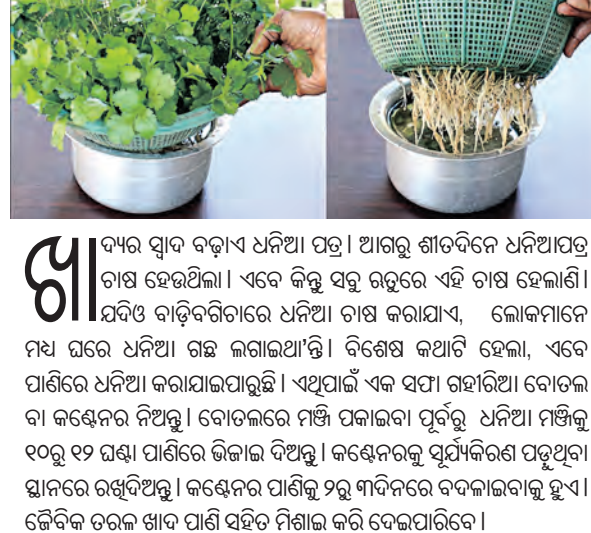 ଖାଦ୍ୟର ସ୍ୱାଦ ବଢ଼ାଏ ଧନିଆ ପତ୍ର। ଆଗରୁ ଶୀତଦିନେ ଧନିଆପତ୍ର
ଚାଷ ହେଉଥିଲା। ଏବେ କିନ୍ତୁ ସବୁ ଋତୁରେ ଏହି ଚାଷ ହେଲାଣି।
ଯଦିଓ ବାଡ଼ିବଗିଚାରେ ଧନିଆ ଚାଷ କରାଯାଏ, ଲୋକମାନେ
ମଧ୍ୟ ଘରେ ଧନିଆ ଗଛ ଲଗାଇଥା’ନ୍ତି। ବିଶେଷ କଥାଟି ହେଲା, ଏବେ
ପାଣିରେ ଧନିଆ କରାଯାଇପାରୁଛି। ଏଥିପାଇଁ ଏକ ସଫା ଗହୀରିଆ ବୋତଲ
ବା କଣ୍ଟେନର ନିଅନ୍ତୁ। ବୋତଲରେ ମଞ୍ଜି ପକାଇବା ପୂର୍ବରୁ ଧନିଆ ମଞ୍ଜିକୁ
୧୦ରୁ ୧୨ ଘଣ୍ଟା ପାଣିରେ ଭିଜାଇ ଦିଅନ୍ତୁ। କଣ୍ଟେନରକୁ ସୂର୍ଯ୍ୟକିରଣ ପଡ଼ୁଥିବା
ସ୍ଥାନରେ ରଖିଦିଅନ୍ତୁ। କଣ୍ଟେନର ପାଣିକୁ ୨ରୁ ୩ଦିନରେ ବଦଳାଇବାକୁ ହୁଏ।
ଜୈବିକ ତରଳ ଖାଦ ପାଣି ସହିତ ମିଶାଇ କରି ଦେଇପାରିବେ।